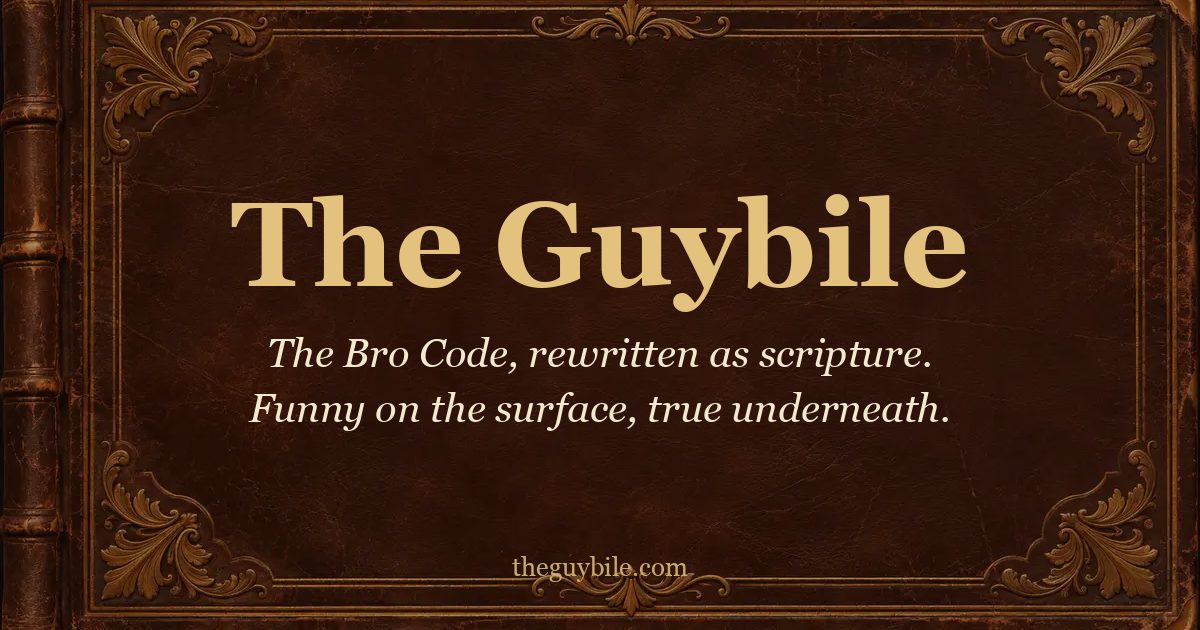 The Guybile
The Bro Code, rewritten as scripture.
Funny on the surface, true underneath.
theguybile.com